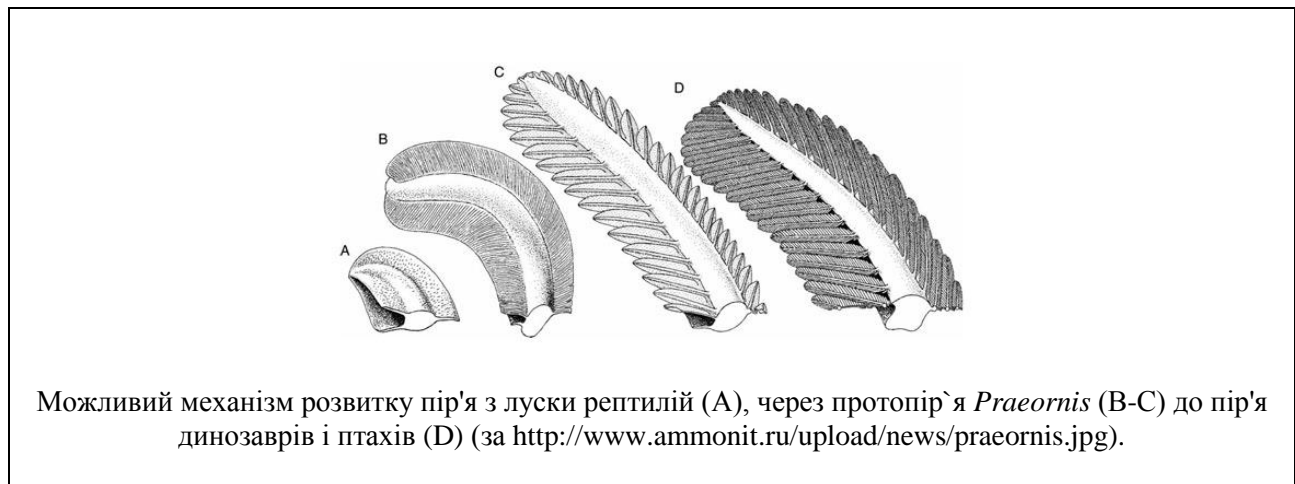 C
D
B
A
Можливий механізм розвитку пір'я з луски рептилій (A), через протопір`я Praeornis (B-C) до пір'я
динозаврів і птахів (D) (за http://www.ammonit.ru/upload/news/praeornis.jpg).